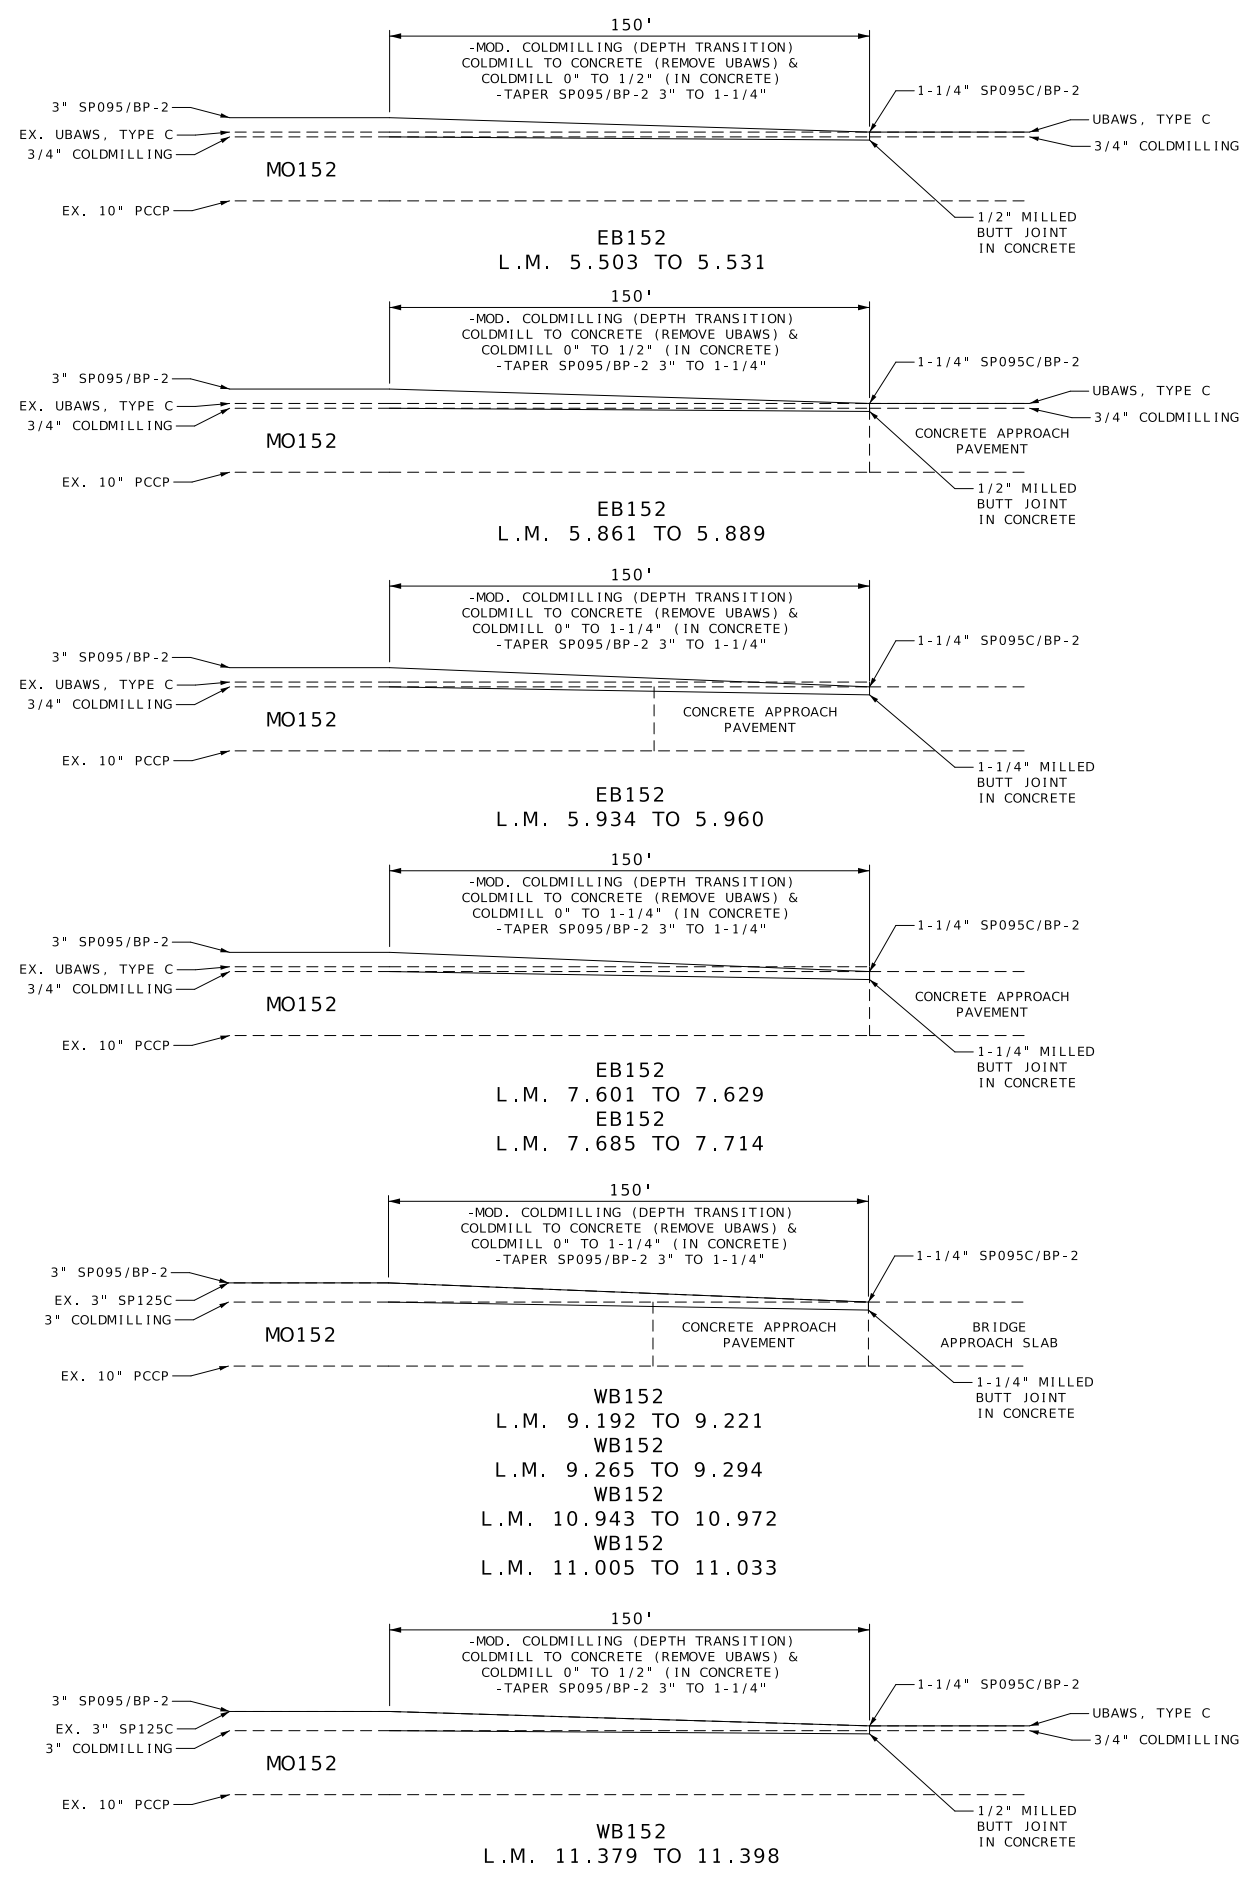 150'
-MOD. COLDMILLING (DEPTH TRANSITION)
COLDMILL TO CONCRETE (REMOVE UBAWS) &
COLDMILL 0" TO 1/2" (IN CONCRETE)
-TAPER SP095/BP-2 3" TO 1-1/4"
3" SP095/BP-2
EX. UBAWS, TYPE C
3/4" COLDMILLING
MO152
EX. 10" PCCP
1-1/4" SP095C/BP-2
UBAWS, TYPE C
3/4" COLDMILLING
1/2" MILLED
BUTT JOINT
IN CONCRETE
EB152
L.M. 5.503 TO 5.531
150'
-MOD. COLDMILLING (DEPTH TRANSITION)
COLDMILL TO CONCRETE (REMOVE UBAWS) &
COLDMILL 0" TO 1/2" (IN CONCRETE)
-TAPER SP095/BP-2 3" TO 1-1/4"
3" SP095/BP-2
EX. UBAWS, TYPE C
3/4" COLDMILLING
MO152
EX. 10" PCCP
1-1/4" SP095C/BP-2
UBAWS, TYPE C
3/4" COLDMILLING
CONCRETE APPROACH
PAVEMENT
1/2" MILLED
BUTT JOINT
IN CONCRETE
EB152
L.M. 5.861 TO 5.889
150'
-MOD. COLDMILLING (DEPTH TRANSITION)
COLDMILL TO CONCRETE (REMOVE UBAWS) &
COLDMILL 0" TO 1-1/4" (IN CONCRETE)
-TAPER SP095/BP-2 3" TO 1-1/4"
3" SP095/BP-2
EX. UBAWS, TYPE C
3/4" COLDMILLING
MO152
EX. 10" PCCP
1-1/4" SP095C/BP-2
CONCRETE APPROACH
PAVEMENT
1-1/4" MILLED
BUTT JOINT
IN CONCRETE
EB152
L.M. 5.934 TO 5.960
150'
-MOD. COLDMILLING (DEPTH TRANSITION)
COLDMILL TO CONCRETE (REMOVE UBAWS) &
COLDMILL 0" TO 1-1/4" (IN CONCRETE)
-TAPER SP095/BP-2 3" TO 1-1/4"
3" SP095/BP-2
EX. UBAWS, TYPE C
3/4" COLDMILLING
MO152
EX. 10" PCCP
1-1/4" SP095C/BP-2
CONCRETE APPROACH
PAVEMENT
1-1/4" MILLED
BUTT JOINT
IN CONCRETE
EB152
L.M. 7.601 TO 7.629
EB152
L.M. 7.685 TO 7.714
150'
-MOD. COLDMILLING (DEPTH TRANSITION)
COLDMILL TO CONCRETE (REMOVE UBAWS) &
COLDMILL 0" TO 1-1/4" (IN CONCRETE)
-TAPER SP095/BP-2 3" TO 1-1/4"
3" SP095/BP-2
EX. 3" SP125C
3" COLDMILLING
MO152
EX. 10" PCCP
1-1/4" SP095C/BP-2
CONCRETE APPROACH
PAVEMENT
BRIDGE
APPROACH SLAB
1-1/4" MILLED
BUTT JOINT
IN CONCRETE
WB152
L.M. 9.192 TO 9.221
WB152
L.M. 9.265 TO 9.294
WB152
L.M. 10.943 TO 10.972
WB152
L.M. 11.005 TO 11.033
150'
-MOD. COLDMILLING (DEPTH TRANSITION)
COLDMILL TO CONCRETE (REMOVE UBAWS) &
COLDMILL 0" TO 1/2" (IN CONCRETE)
-TAPER SP095/BP-2 3" TO 1-1/4"
3" SP095/BP-2
EX. 3" SP125C
3" COLDMILLING
MO152
EX. 10" PCCP
1-1/4" SP095C/BP-2
UBAWS, TYPE C
3/4" COLDMILLING
1/2" MILLED
BUTT JOINT
IN CONCRETE
WB152
L.M. 11.379 TO 11.398